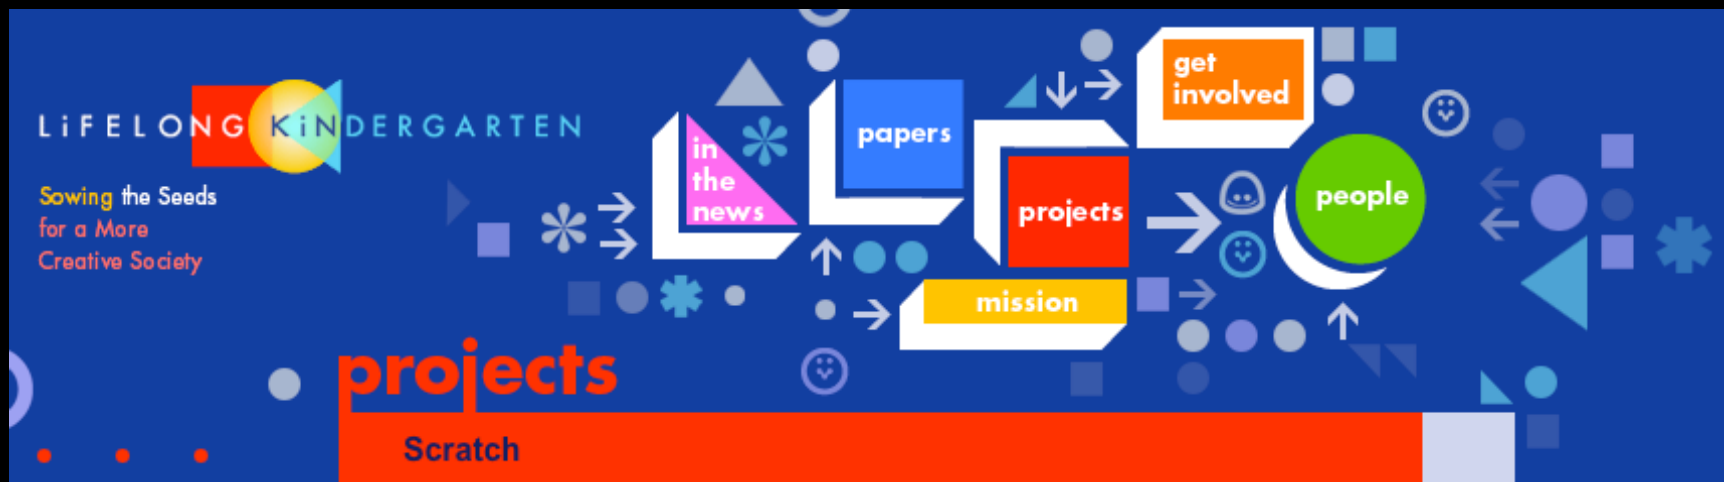 LiFELONG KiNDERGARTEN
Sowing the Seeds
for a More
Creative Society
in
the
news
papers
projects
get
involved
people
mission
projects
Scratch